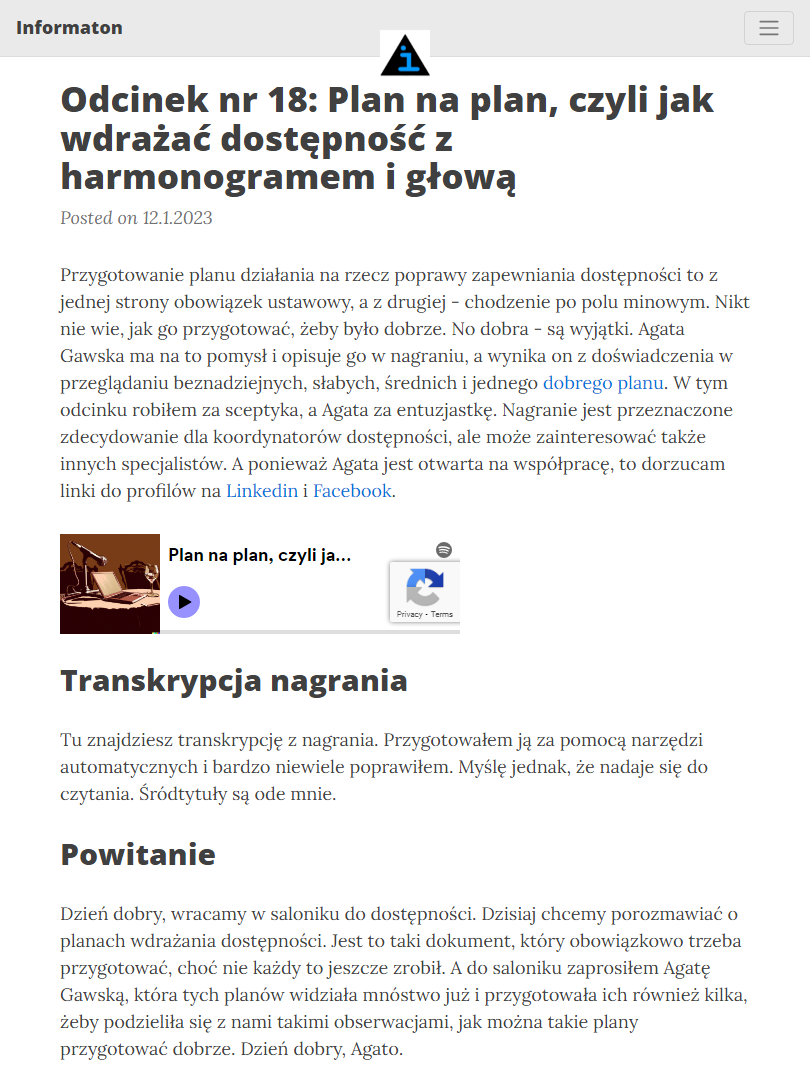 Informaton
i
Odcinek nr 18: Plan na plan, czyli jak
wdrażać dostępność z
harmonogramem i głową
Posted on 12.1.2023
Przygotowanie planu działania na rzecz poprawy zapewniania dostępności to z
jednej strony obowiązek ustawowy, a z drugiej - chodzenie po polu minowym. Nikt
nie wie, jak go przygotować, żeby było dobrze. No dobra - są wyjątki. Agata
Gawska ma na to pomysł i opisuje go w nagraniu, a wynika on z doświadczenia w
przeglądaniu beznadziejnych, słabych, średnich i jednego dobrego planu. W tym
odcinku robiłem za sceptyka, a Agata za entuzjastkę. Nagranie jest przeznaczone
zdecydowanie dla koordynatorów dostępności, ale może zainteresować także
innych specjalistów. A ponieważ Agata jest otwarta na współpracę, to dorzucam
linki do profilów na Linkedin i Facebook.
Plan na plan, czyli ja...
Privacy - Terms
Transkrypcja nagrania
Tu znajdziesz transkrypcję z nagrania. Przygotowałem ją za pomocą narzędzi
automatycznych i bardzo niewiele poprawiłem. Myślę jednak, że nadaje się do
czytania. Śródtytuły są ode mnie.
Powitanie
Dzień dobry, wracamy w saloniku do dostępności. Dzisiaj chcemy porozmawiać o
planach wdrażania dostępności. Jest to taki dokument, który obowiązkowo trzeba
przygotować, choć nie każdy to jeszcze zrobił. A do saloniku zaprosiłem Agatę
Gawską, która tych planów widziała mnóstwo już i przygotowała ich również kilka,
żeby podzieliła się z nami takimi obserwacjami, jak można takie plany
przygotować dobrze. Dzień dobry, Agato.